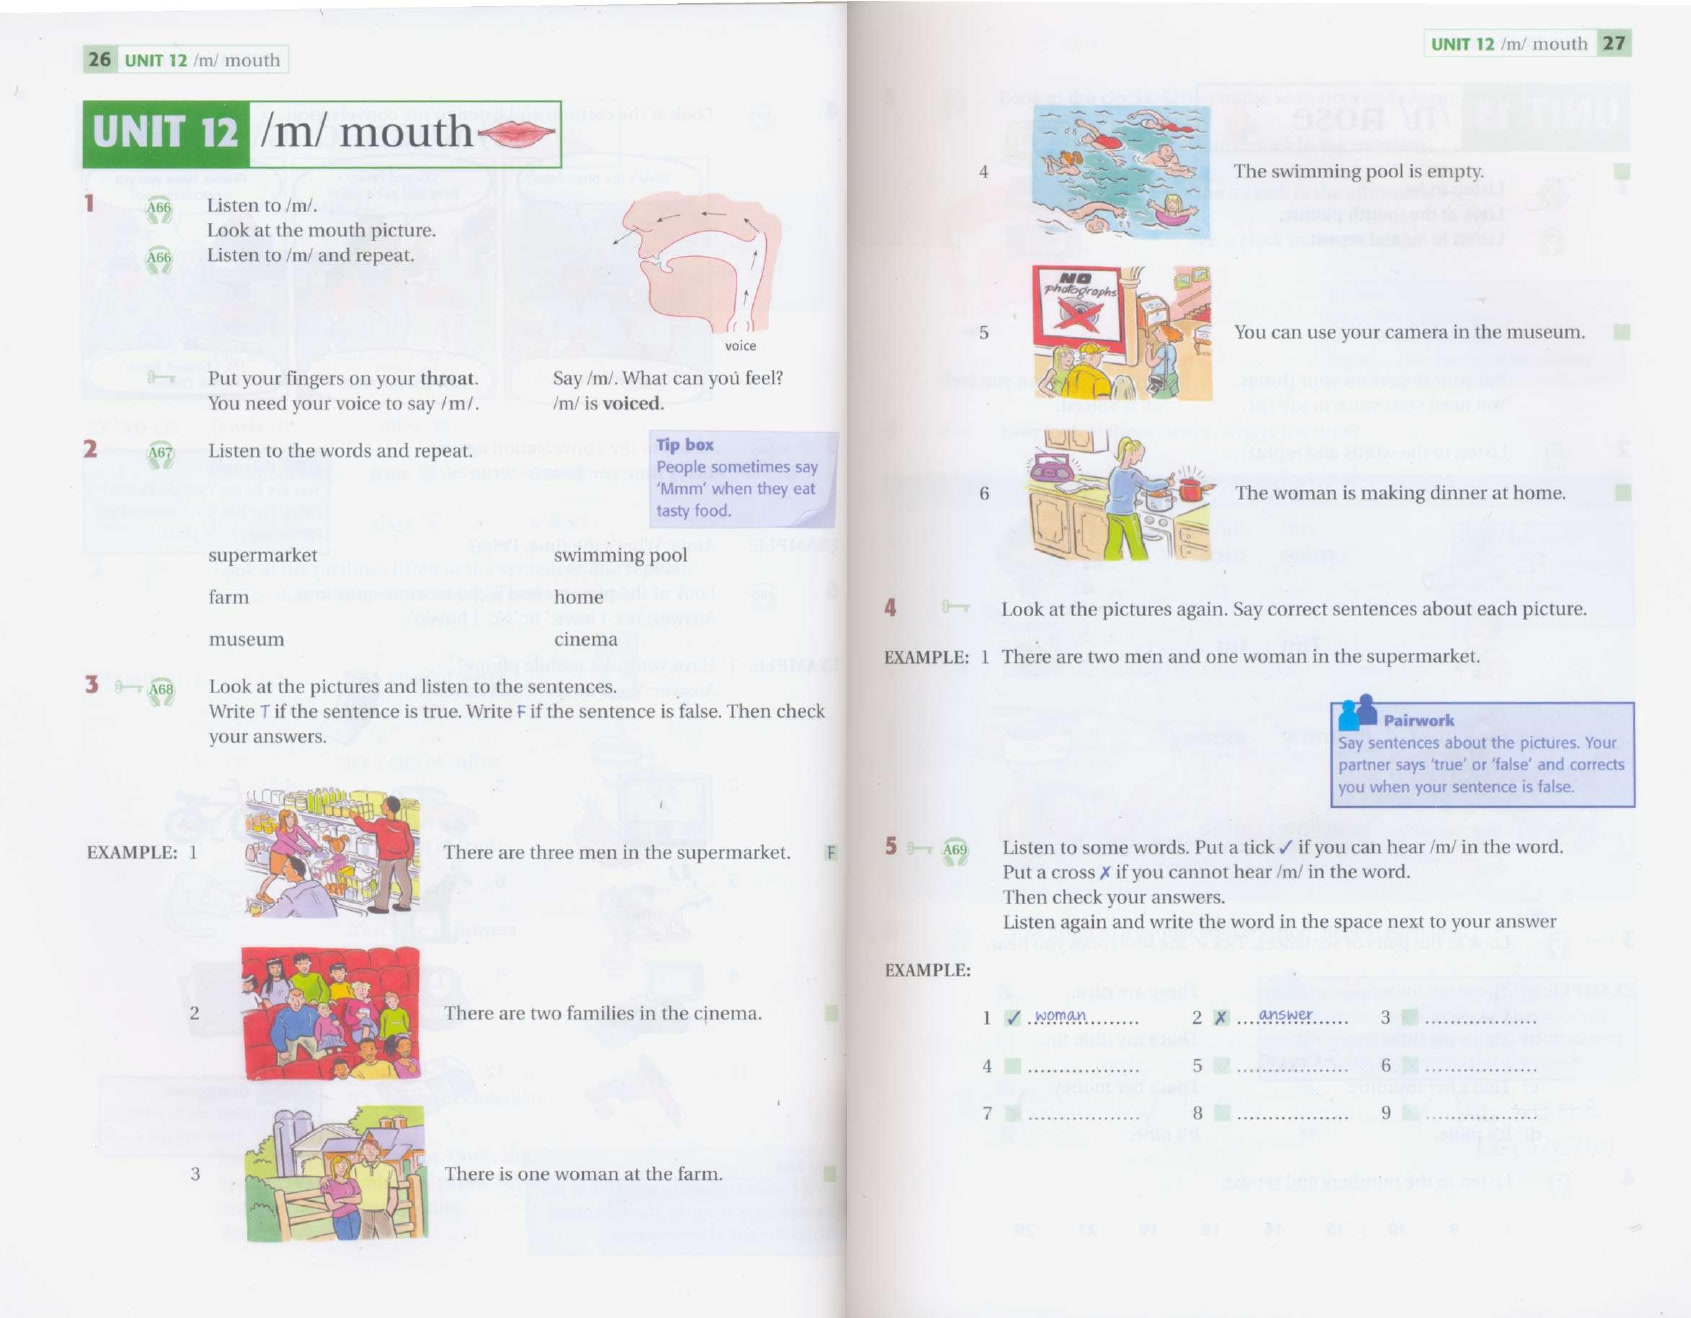 26 UNIT 12 /m/ mouth
UNIT 12 /m/ mouth
1 A66 Listen to /m/.
Look at the mouth picture.
A66 Listen to /m/ and repeat.
voice
Put your fingers on your throat. Say /m/. What can you feel?
You need your voice to say /m/. /m/ is voiced.
2 A67 Listen to the words and repeat.
Tip box
People sometimes say
'Mmm' when they eat
tasty food.
supermarket swimming pool
farm home
museum cinema
3 A68 Look at the pictures and listen to the sentences.
Write T if the sentence is true. Write F if the sentence is false. Then check
your answers.
EXAMPLE: 1 There are three men in the supermarket. F
2 There are two families in the cinema.
3 There is one woman at the farm.
UNIT 12 /m/ mouth 27
4 The swimming pool is empty.
NO
photographs
5 You can use your camera in the museum.
6 The woman is making dinner at home.
4 Look at the pictures again. Say correct sentences about each picture.
EXAMPLE: 1 There are two men and one woman in the supermarket.
Pairwork
Say sentences about the pictures. Your
partner says 'true' or 'false' and corrects
you when your sentence is false.
5 A69 Listen to some words. Put a tick ✓ if you can hear /m/ in the word.
Put a cross ✗ if you cannot hear /m/ in the word.
Then check your answers.
Listen again and write the word in the space next to your answer
EXAMPLE:
1 ✓ woman 2 ✗ answer 3 ..................
4 .................. 5 .................. 6 ..................
7 .................. 8 .................. 9 ..................